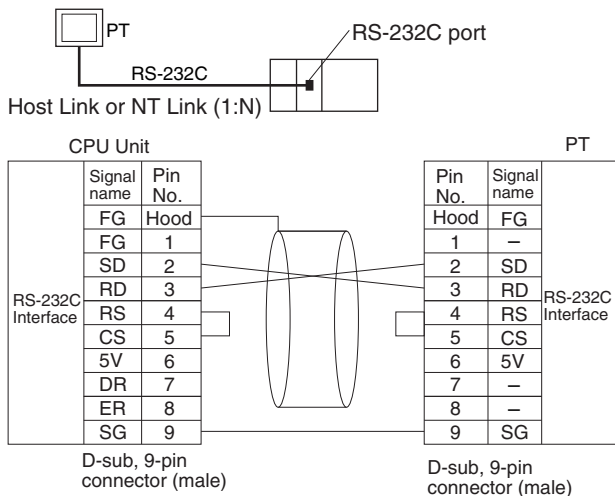 PT
RS-232C port
RS-232C
Host Link or NT Link (1:N)
CPU Unit
PT
Signal name Pin No.
Pin No. Signal name
FG Hood
Hood FG
FG 1
1 –
SD 2
2 SD
RD 3
3 RD
RS-232C Interface
RS-232C Interface
RS 4
4 RS
CS 5
5 CS
5V 6
6 5V
DR 7
7 –
ER 8
8 –
SG 9
9 SG
D-sub, 9-pin
connector (male)
D-sub, 9-pin
connector (male)